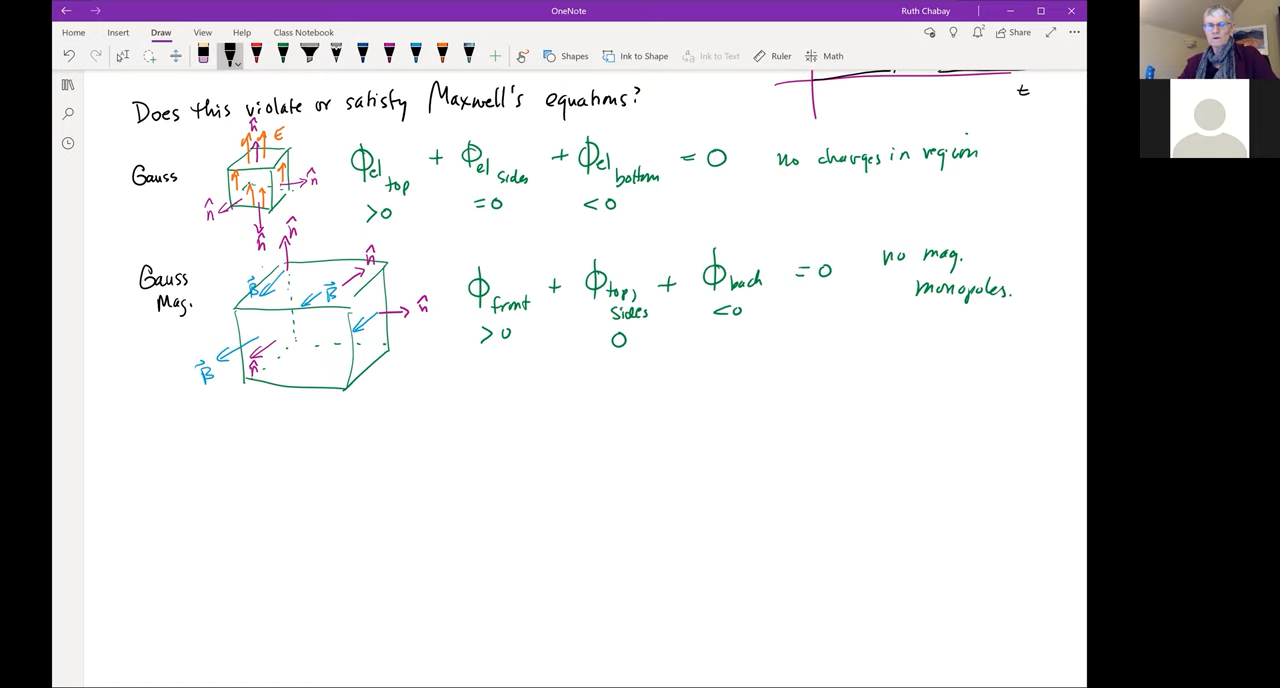 OneNote
Ruth Chabay
Home Insert Draw View Help Class Notebook
Share
Shapes Ink to Shape Ink to Text Ruler Math
t
Does this violate or satisfy Maxwell's equations?
n̂ E
Gauss Φel top + Φel sides + Φel bottom = 0 no charges in region
>0 =0 <0
n̂
n̂
n̂
n̂
n̂
Gauss Mag. Φfront + Φtop, sides + Φback = 0 no mag. monopoles.
>0 0 <0
B⃗ B⃗
n̂
B⃗ n̂